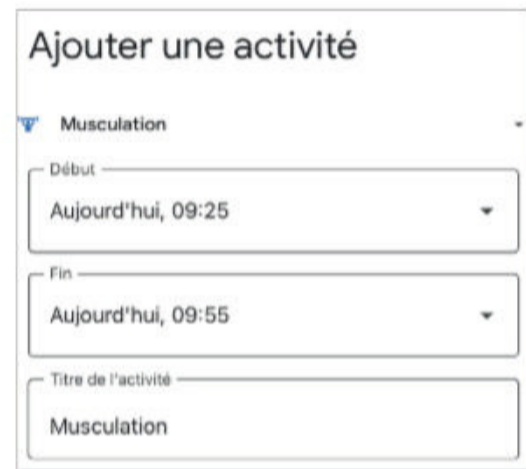 Ajouter une activité
Musculation
Début
Aujourd'hui, 09:25
Fin
Aujourd'hui, 09:55
Titre de l'activité
Musculation